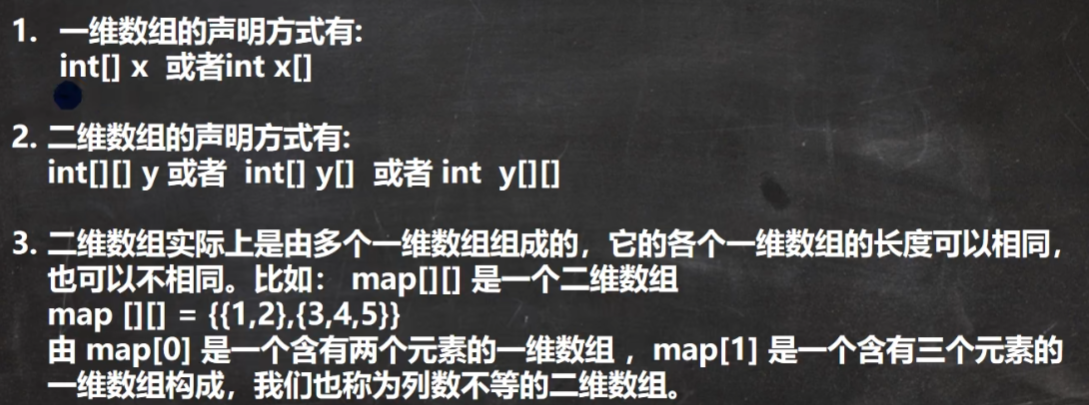 1. 一维数组的声明方式有:
int[] x 或者int x[]
2. 二维数组的声明方式有:
int[][] y 或者 int[] y[] 或者 int y[][]
3. 二维数组实际上是由多个一维数组组成的，它的各个一维数组的长度可以相同，
也可以不相同。比如： map[][] 是一个二维数组
map [][] = {{1,2},{3,4,5}}
由 map[0] 是一个含有两个元素的一维数组 ，map[1] 是一个含有三个元素的
一维数组构成，我们也称为列数不等的二维数组。